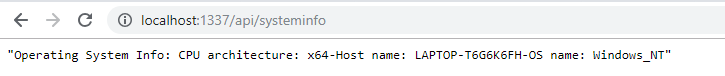 localhost:1337/api/systeminfo
"Operating System Info: CPU architecture: x64-Host name: LAPTOP-T6G6K6FH-OS name: Windows_NT"